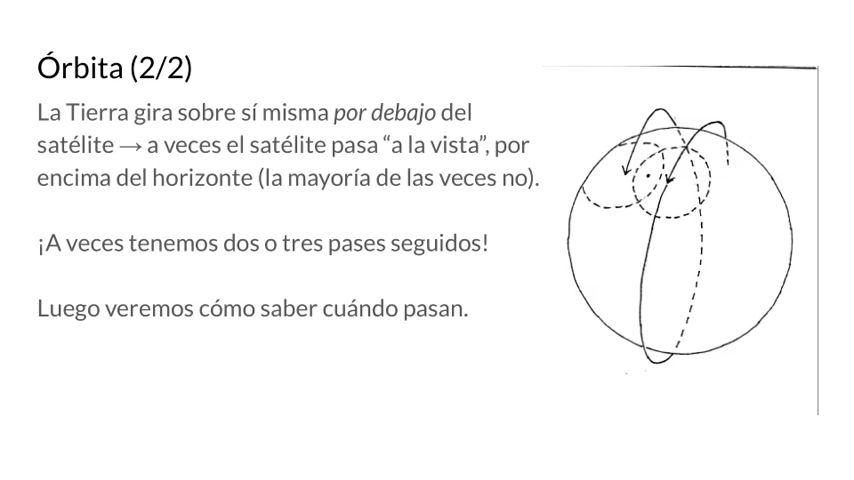 Órbita (2/2)
La Tierra gira sobre sí misma por debajo del
satélite → a veces el satélite pasa “a la vista”, por
encima del horizonte (la mayoría de las veces no).
¡A veces tenemos dos o tres pases seguidos!
Luego veremos cómo saber cuándo pasan.